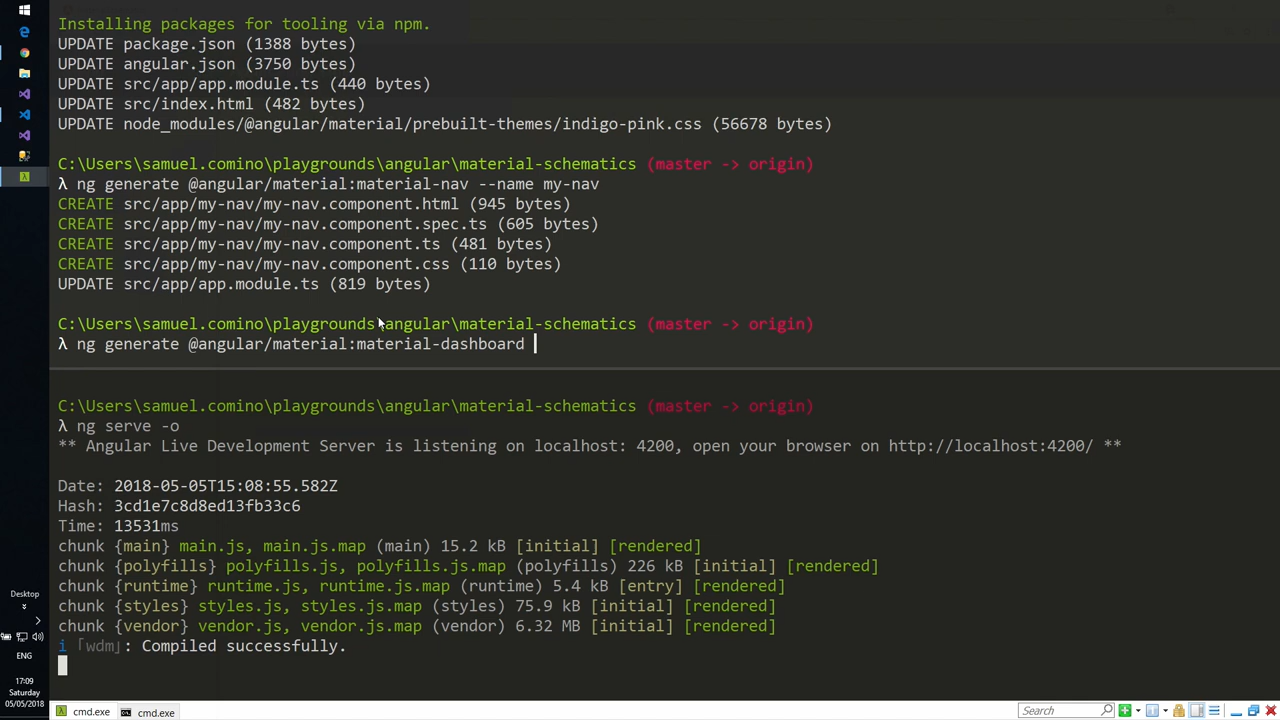 Installing packages for tooling via npm.
UPDATE package.json (1388 bytes)
UPDATE angular.json (3750 bytes)
UPDATE src/app/app.module.ts (440 bytes)
UPDATE src/index.html (482 bytes)
UPDATE node_modules/@angular/material/prebuilt-themes/indigo-pink.css (56678 bytes)
C:\Users\samuel.comino\playgrounds\angular\material-schematics (master -> origin)
λ ng generate @angular/material:material-nav --name my-nav
CREATE src/app/my-nav/my-nav.component.html (945 bytes)
CREATE src/app/my-nav/my-nav.component.spec.ts (605 bytes)
CREATE src/app/my-nav/my-nav.component.ts (481 bytes)
CREATE src/app/my-nav/my-nav.component.css (110 bytes)
UPDATE src/app/app.module.ts (819 bytes)
C:\Users\samuel.comino\playgrounds\angular\material-schematics (master -> origin)
λ ng generate @angular/material:material-dashboard
C:\Users\samuel.comino\playgrounds\angular\material-schematics (master -> origin)
λ ng serve -o
** Angular Live Development Server is listening on localhost: 4200, open your browser on http://localhost:4200/ **
Date: 2018-05-05T15:08:55.582Z
Hash: 3cd1e7c8d8ed13fb33c6
Time: 13531ms
chunk {main} main.js, main.js.map (main) 15.2 kB [initial] [rendered]
chunk {polyfills} polyfills.js, polyfills.js.map (polyfills) 226 kB [initial] [rendered]
chunk {runtime} runtime.js, runtime.js.map (runtime) 5.4 kB [entry] [rendered]
chunk {styles} styles.js, styles.js.map (styles) 75.9 kB [initial] [rendered]
chunk {vendor} vendor.js, vendor.js.map (vendor) 6.32 MB [initial] [rendered]
i ｢wdm｣: Compiled successfully.
Desktop
ENG
17:09
Saturday
05/05/2018
cmd.exe
cmd.exe
Search